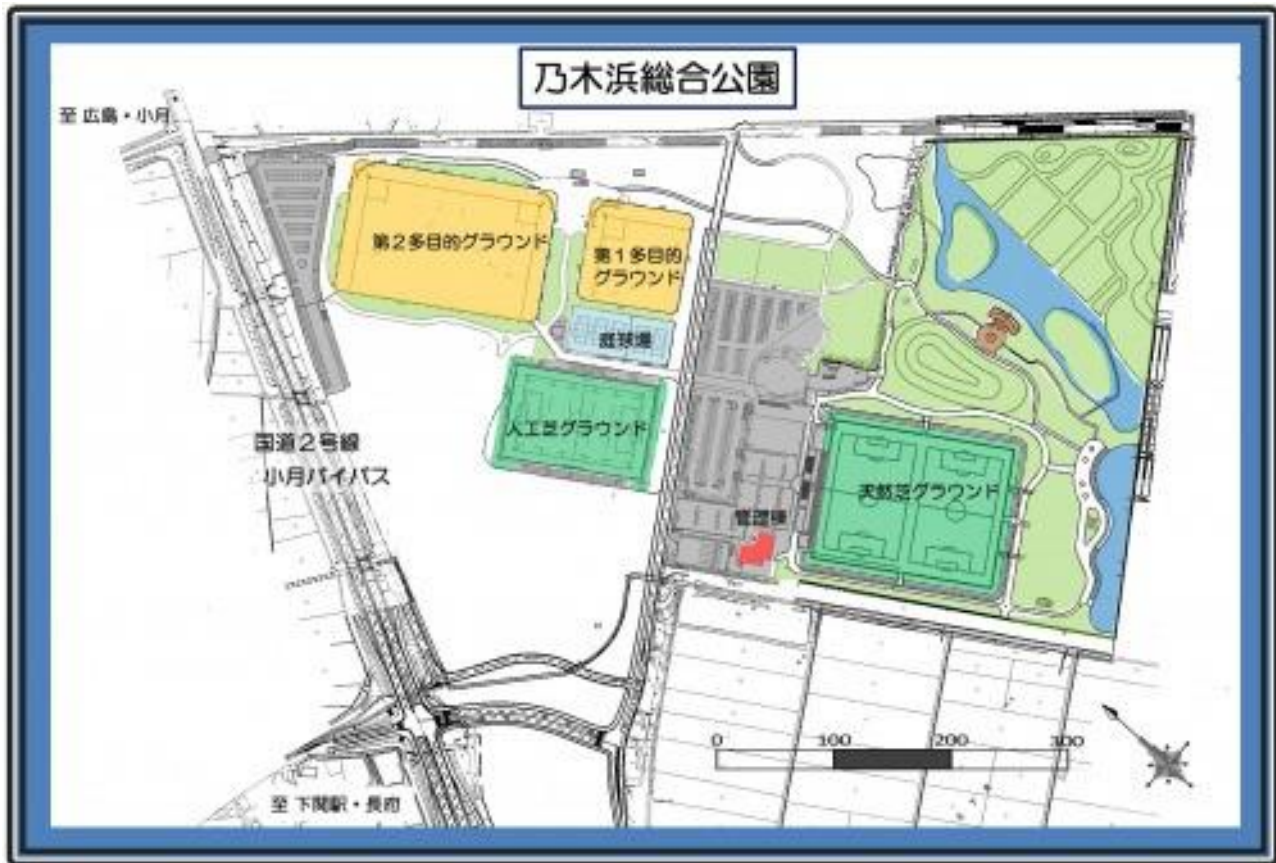 乃木浜総合公園
至 広島・小月
第2多目的グラウンド
第1多目的
グラウンド
庭球場
人工芝グラウンド
国道2号線
小月バイパス
天然芝グラウンド
管理棟
0 100 200 300
至 下関駅・長府